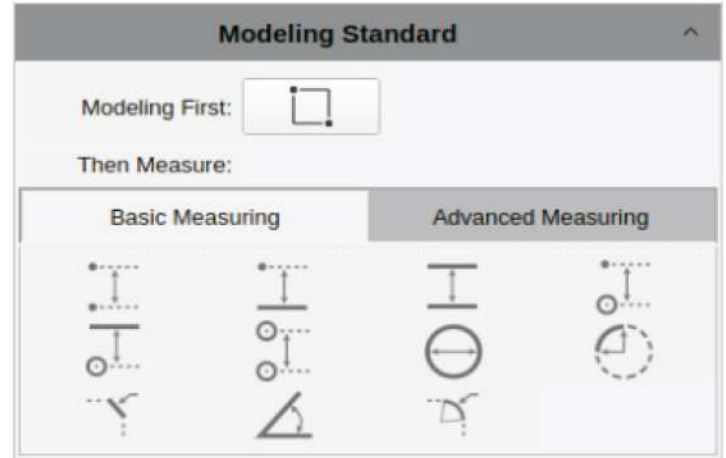 Modeling Standard
Modeling First:
Then Measure:
Basic Measuring
Advanced Measuring